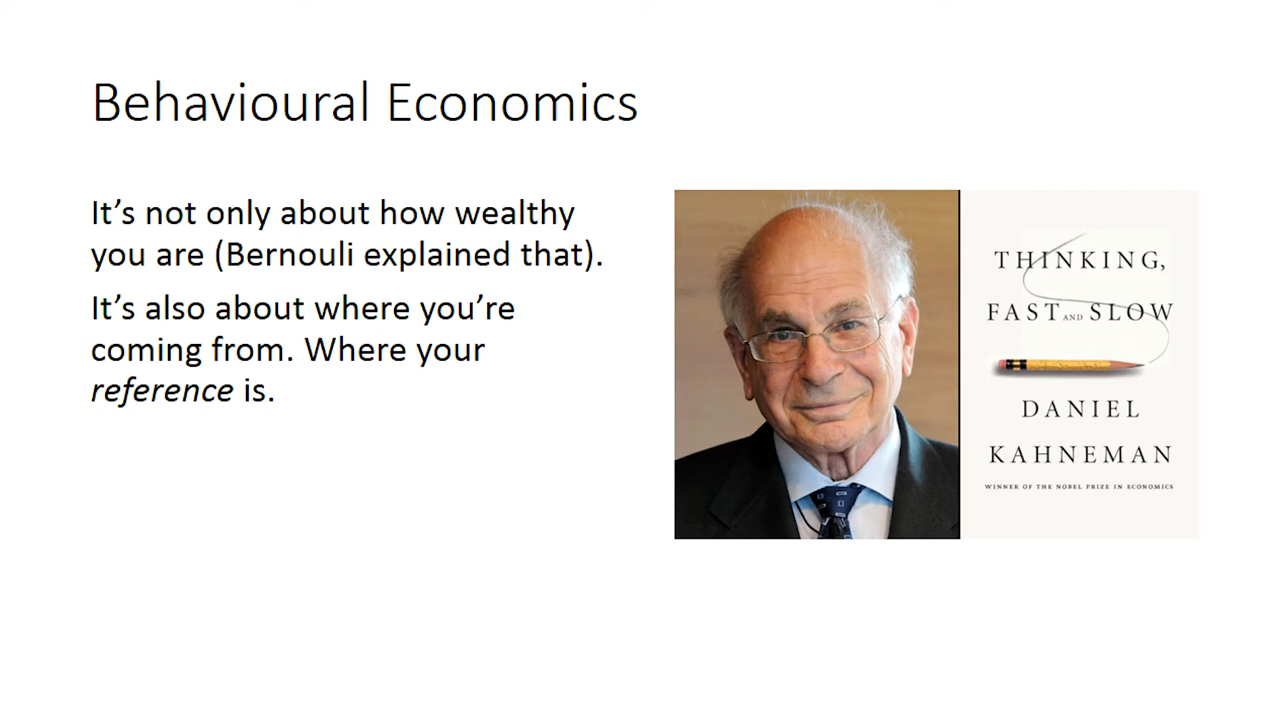 Behavioural Economics
It’s not only about how wealthy
you are (Bernouli explained that).
It’s also about where you’re
coming from. Where your
reference is.
THINKING,
FAST AND SLOW
DANIEL
KAHNEMAN
WINNER OF THE NOBEL PRIZE IN ECONOMICS